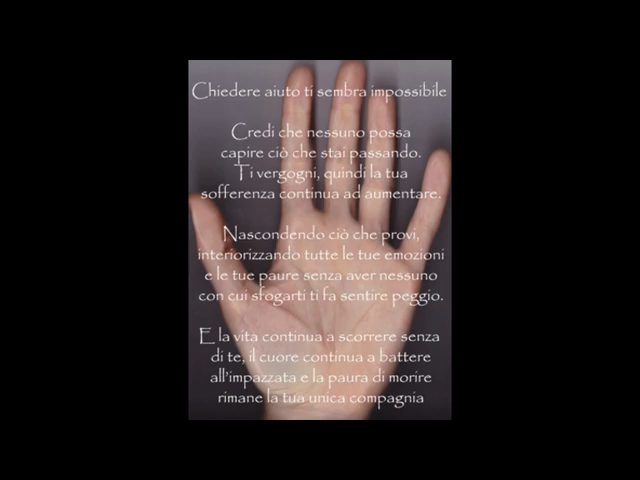 Chiedere aiuto ti sembra impossibile
Credi che nessuno possa
capire ciò che stai passando.
Ti vergogni, quindi la tua
sofferenza continua ad aumentare.
Nascondendo ciò che provi,
interiorizzando tutte le tue emozioni
e le tue paure senza aver nessuno
con cui sfogarti ti fa sentire peggio.
E la vita continua a scorrere senza
di te, il cuore continua a battere
all'impazzata e la paura di morire
rimane la tua unica compagnia